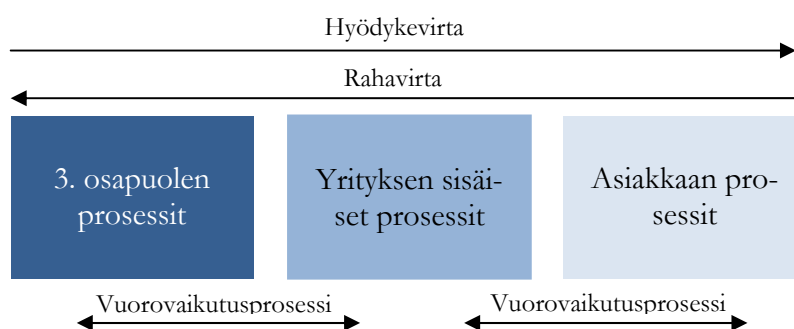 Hyödykevirta
Rahavirta
3. osapuolen
prosessit
Yrityksen sisäi-
set prosessit
Asiakkaan pro-
sessit
Vuorovaikutusprosessi
Vuorovaikutusprosessi